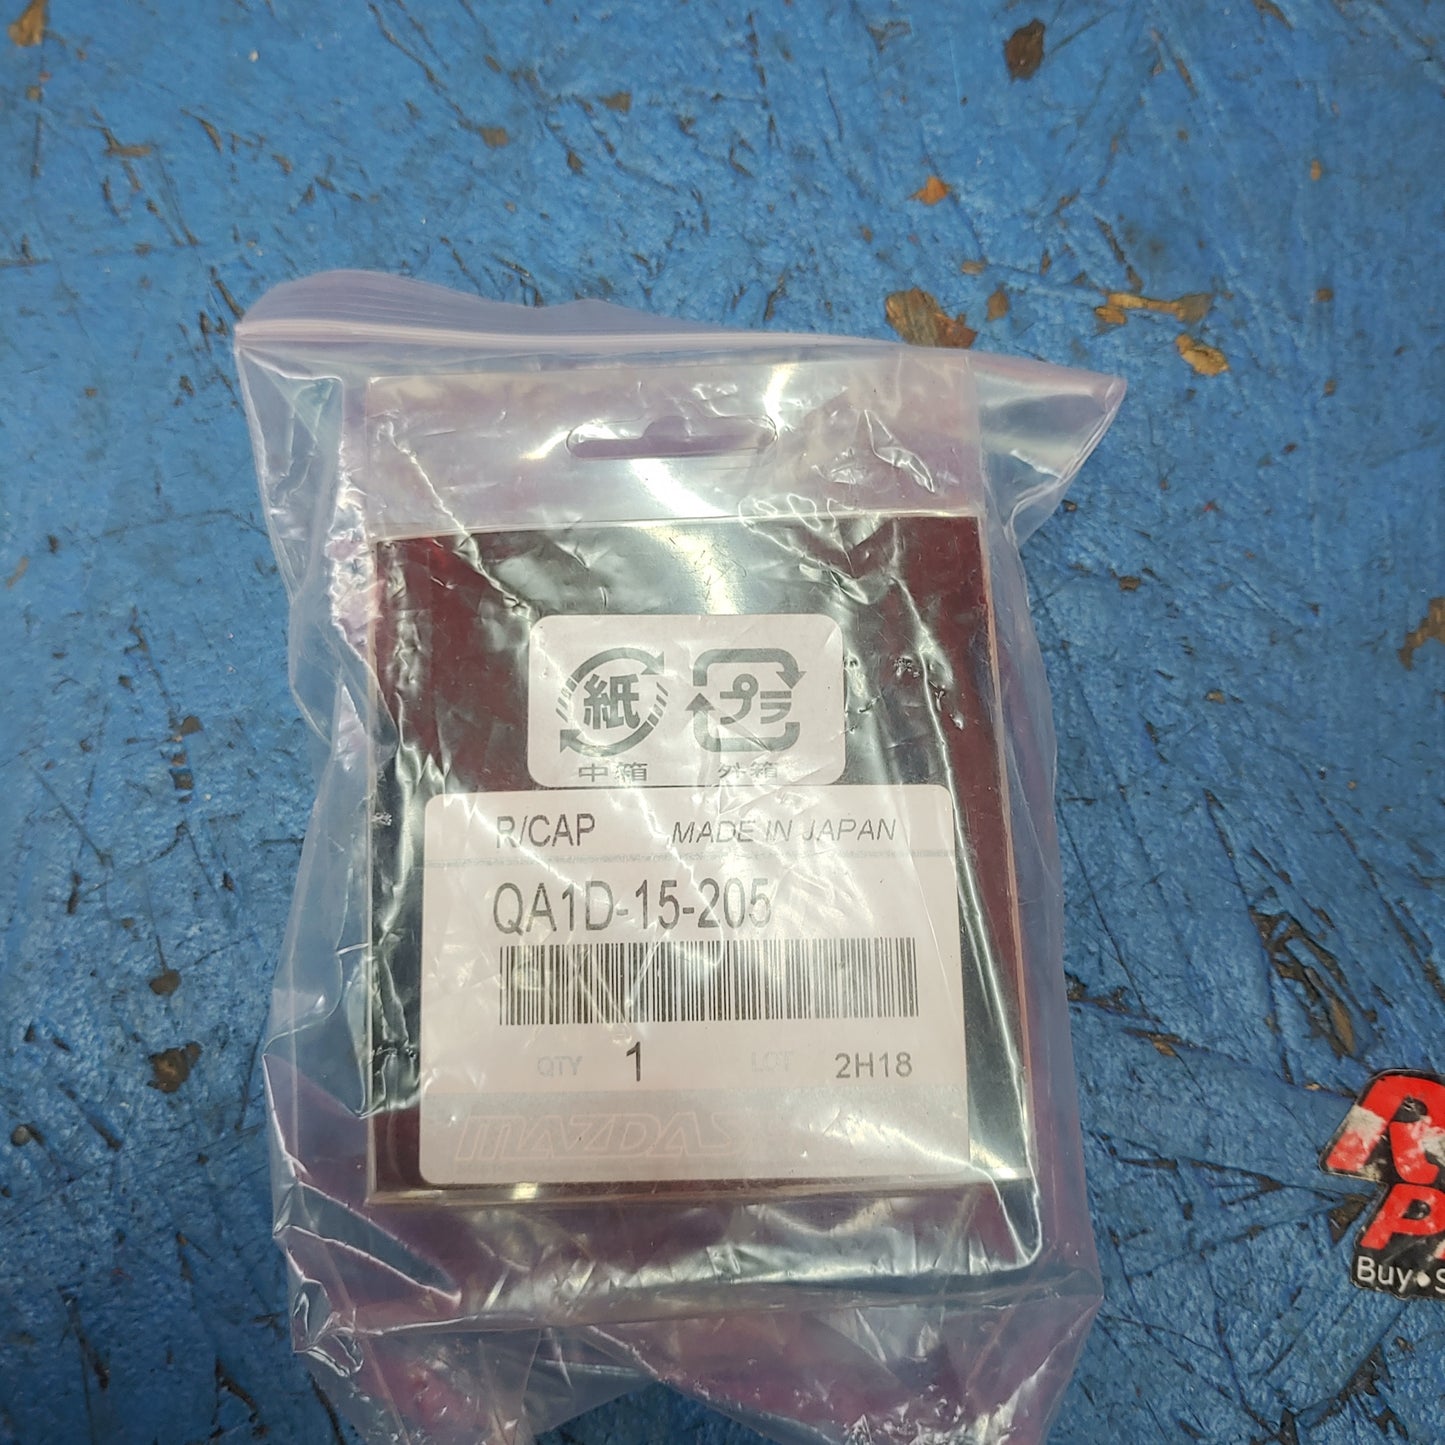 紙 プラ
中箱 外箱
R/CAP MADE IN JAPAN
QA1D-15-205
QTY 1 LOT 2H18
MAZDAS
Buy•S